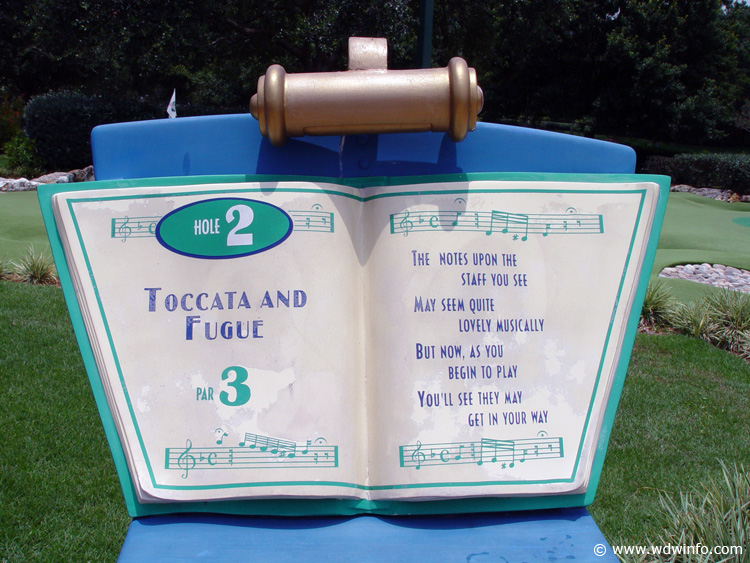 HOLE 2
TOCCATA AND
FUGUE
PAR 3
THE NOTES UPON THE
STAFF YOU SEE
MAY SEEM QUITE
LOVELY MUSICALLY
BUT NOW, AS YOU
BEGIN TO PLAY
YOU'LL SEE THEY MAY
GET IN YOUR WAY
© www.wdwinfo.com